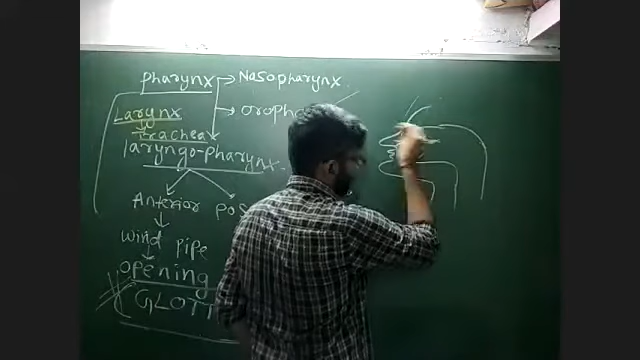 Pharynx → Nasopharynx
→ Oropha
Larynx
Trachea
laryngo-pharynx.
Anterior pos
wind pipe
opening
GLOTT